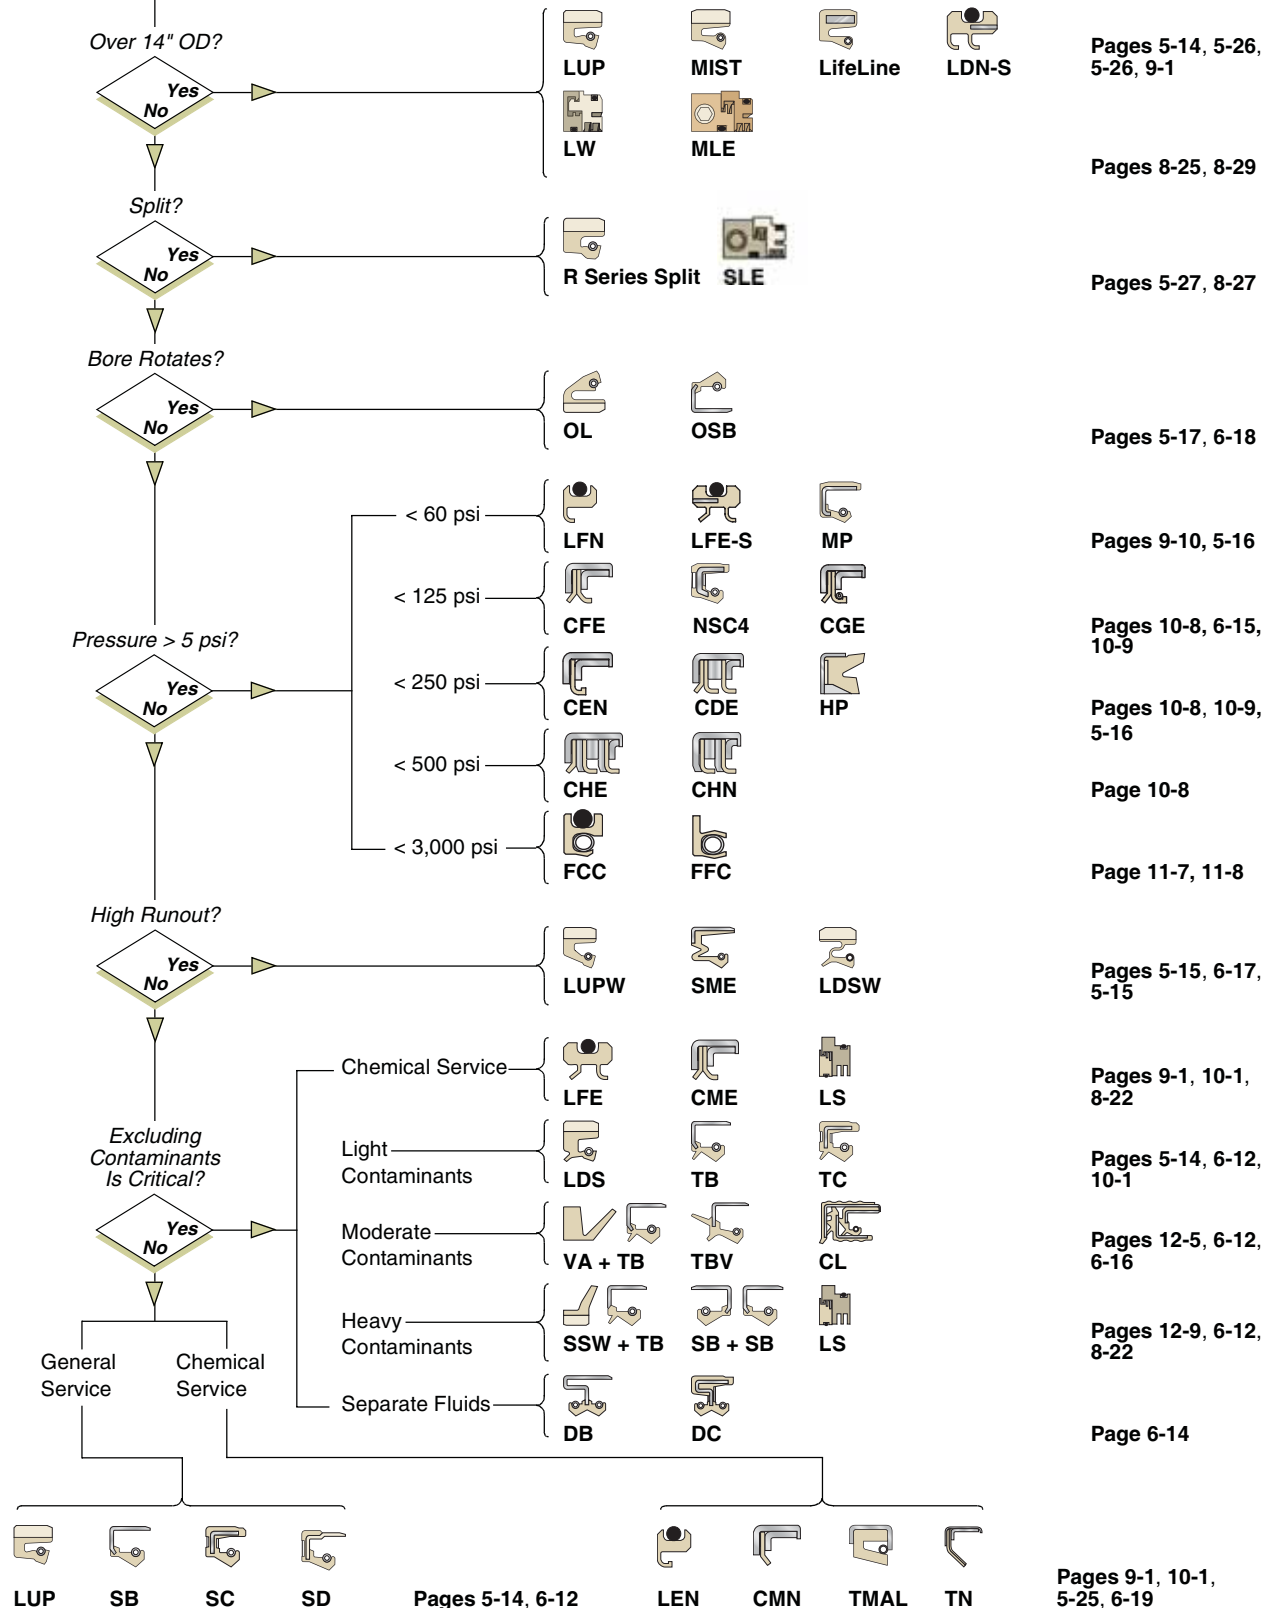 Over 14" OD?
Yes
No
LUP MIST LifeLine LDN-S
Pages 5-14, 5-26,
5-26, 9-1
LW MLE
Pages 8-25, 8-29
Split?
Yes
No
R Series Split SLE
Pages 5-27, 8-27
Bore Rotates?
Yes
No
OL OSB
Pages 5-17, 6-18
Pressure > 5 psi?
Yes
No
< 60 psi
LFN LFE-S MP
Pages 9-10, 5-16
< 125 psi
CFE NSC4 CGE
Pages 10-8, 6-15,
10-9
< 250 psi
CEN CDE HP
Pages 10-8, 10-9,
5-16
< 500 psi
CHE CHN
Page 10-8
< 3,000 psi
FCC FFC
Page 11-7, 11-8
High Runout?
Yes
No
LUPW SME LDSW
Pages 5-15, 6-17,
5-15
Excluding
Contaminants
Is Critical?
Yes
No
Chemical Service
LFE CME LS
Pages 9-1, 10-1,
8-22
Light
Contaminants
LDS TB TC
Pages 5-14, 6-12,
10-1
Moderate
Contaminants
VA + TB TBV CL
Pages 12-5, 6-12,
6-16
Heavy
Contaminants
SSW + TB SB + SB LS
Pages 12-9, 6-12,
8-22
Separate Fluids
DB DC
Page 6-14
General
Service
Chemical
Service
LUP SB SC SD
Pages 5-14, 6-12
LEN CMN TMAL TN
Pages 9-1, 10-1,
5-25, 6-19